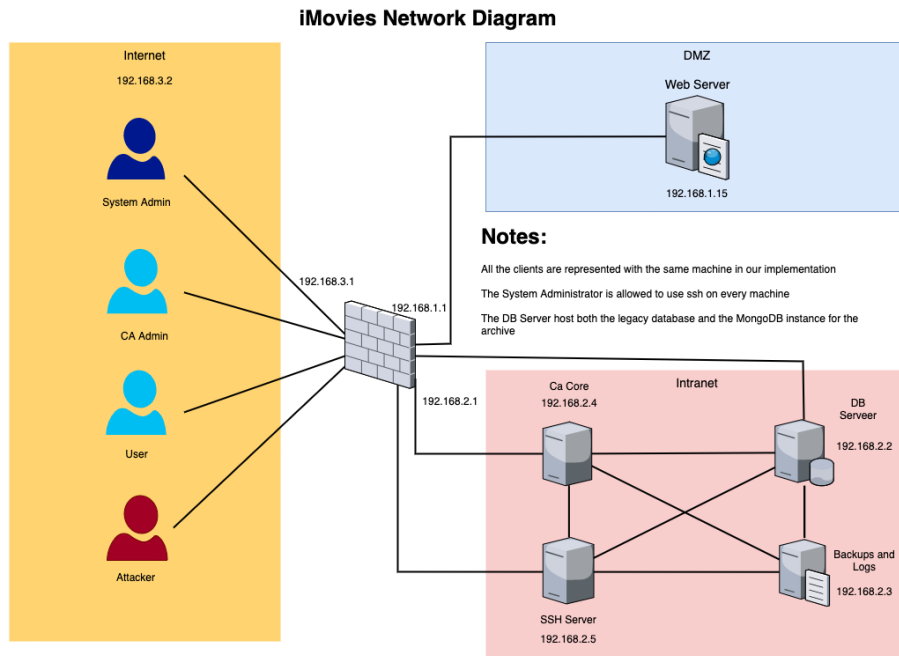 iMovies Network Diagram
Internet
192.168.3.2
System Admin
CA Admin
User
Attacker
192.168.3.1
192.168.1.1
192.168.2.1
DMZ
Web Server
192.168.1.15
Notes:
All the clients are represented with the same machine in our implementation
The System Administrator is allowed to use ssh on every machine
The DB Server host both the legacy database and the MongoDB instance for the
archive
Intranet
Ca Core
192.168.2.4
DB
Serveer
192.168.2.2
SSH Server
192.168.2.5
Backups and
Logs
192.168.2.3